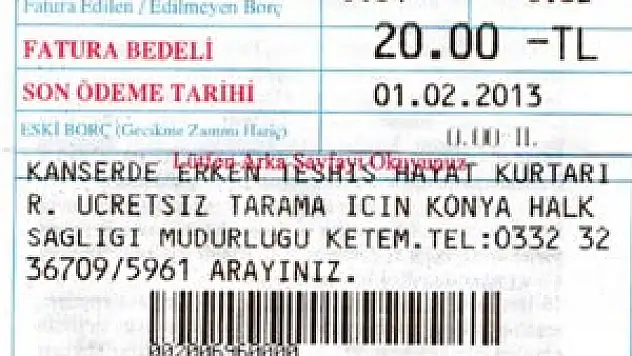 Fatura Edilen / Edilmeyen Borç
FATURA BEDELİ 20.00 -TL
SON ÖDEME TARİHİ 01.02.2013
ESKİ BORÇ (Gecikme Zammı Hariç)
Lütfen Arka Sayfayı Okuyunuz
KANSERDE ERKEN TESHIS HAYAT KURTARI
R. UCRETSIZ TARAMA ICIN KONYA HALK
SAGLIGI MUDURLUGU KETEM.TEL:0332 32
36709/5961 ARAYINIZ.